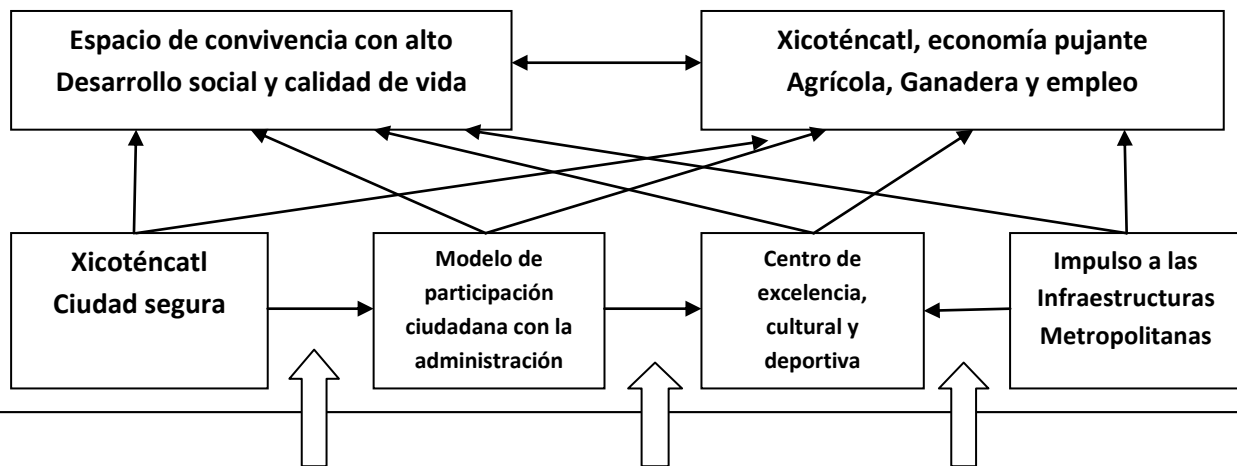 Espacio de convivencia con alto
Desarrollo social y calidad de vida
Xicoténcatl, economía pujante
Agrícola, Ganadera y empleo
Xicoténcatl
Ciudad segura
Modelo de
participación
ciudadana con la
administración
Centro de
excelencia,
cultural y
deportiva
Impulso a las
Infraestructuras
Metropolitanas